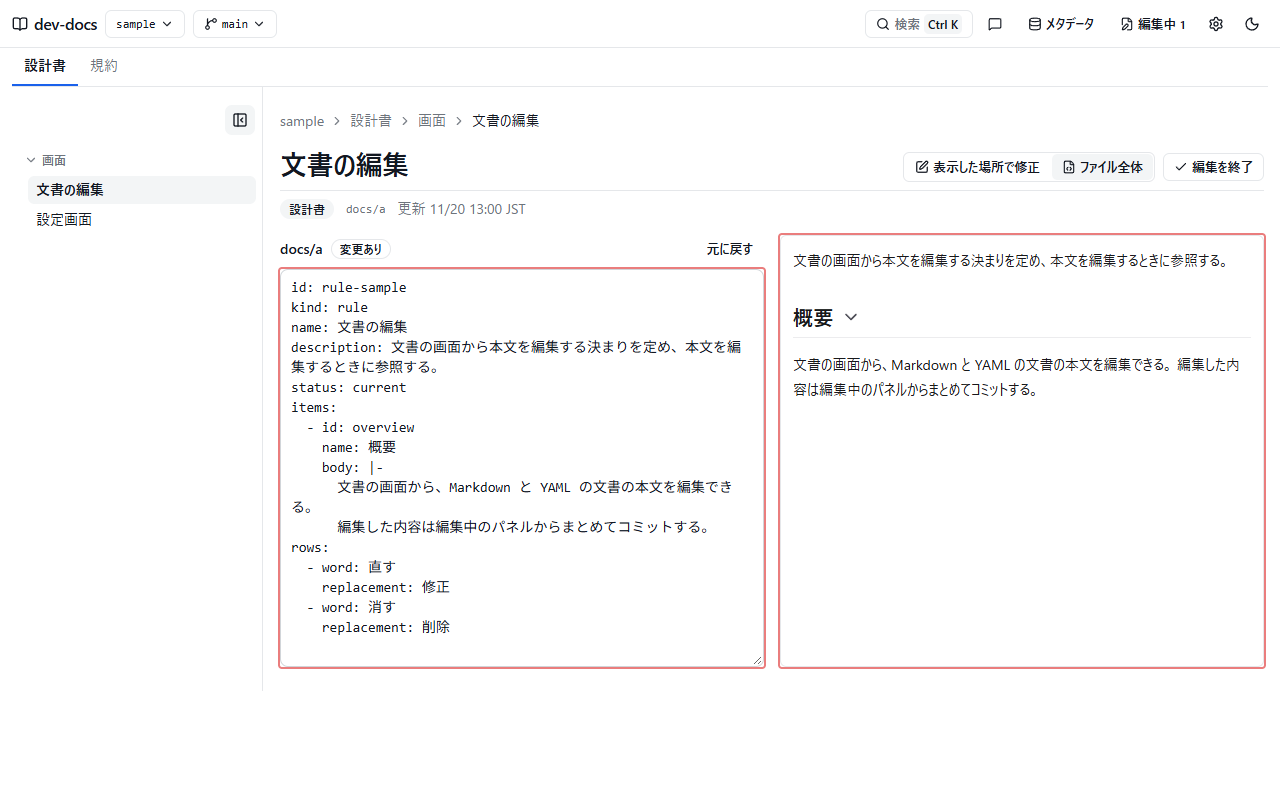 dev-docs
sample
main
検索 Ctrl K
メタデータ
編集中 1
設計書
規約
sample > 設計書 > 画面 > 文書の編集
画面
文書の編集
設定画面
文書の編集
表示した場所で修正
ファイル全体
編集を終了
設計書 docs/a 更新 11/20 13:00 JST
docs/a 変更あり 元に戻す
id: rule-sample
kind: rule
name: 文書の編集
description: 文書の画面から本文を編集する決まりを定め、本文を編
集するときに参照する。
status: current
items:
  - id: overview
    name: 概要
    body: |-
      文書の画面から、Markdown と YAML の文書の本文を編集でき
る。
      編集した内容は編集中のパネルからまとめてコミットする。
rows:
  - word: 直す
    replacement: 修正
  - word: 消す
    replacement: 削除
文書の画面から本文を編集する決まりを定め、本文を編集するときに参照する。
概要
文書の画面から、Markdown と YAML の文書の本文を編集できる。編集した内
容は編集中のパネルからまとめてコミットする。